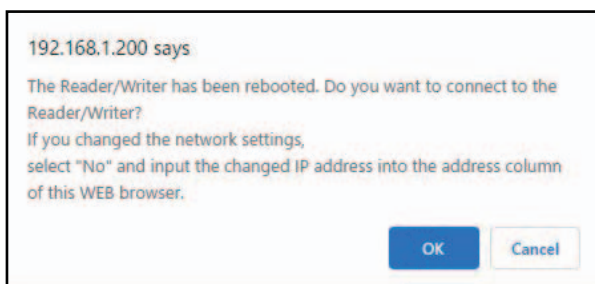 192.168.1.200 says
The Reader/Writer has been rebooted. Do you want to connect to the
Reader/Writer?
If you changed the network settings,
select "No" and input the changed IP address into the address column
of this WEB browser.
OK Cancel